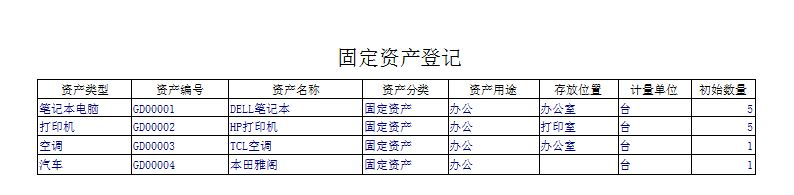 固定资产登记
资产类型 资产编号 资产名称 资产分类 资产用途 存放位置 计量单位 初始数量
笔记本电脑 GD00001 DELL笔记本 固定资产 办公 办公室 台 5
打印机 GD00002 HP打印机 固定资产 办公 打印室 台 5
空调 GD00003 TCL空调 固定资产 办公 办公室 台 1
汽车 GD00004 本田雅阁 固定资产 办公 台 1